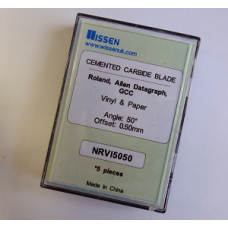 WISSEN
www.wissenuk.com
CEMENTED CARBIDE BLADE
Roland, Allen Datagraph,
GCC
Vinyl & Paper
Angle: 50°
Offset: 0.50mm
NRVI5050
*5 pieces
Made in China